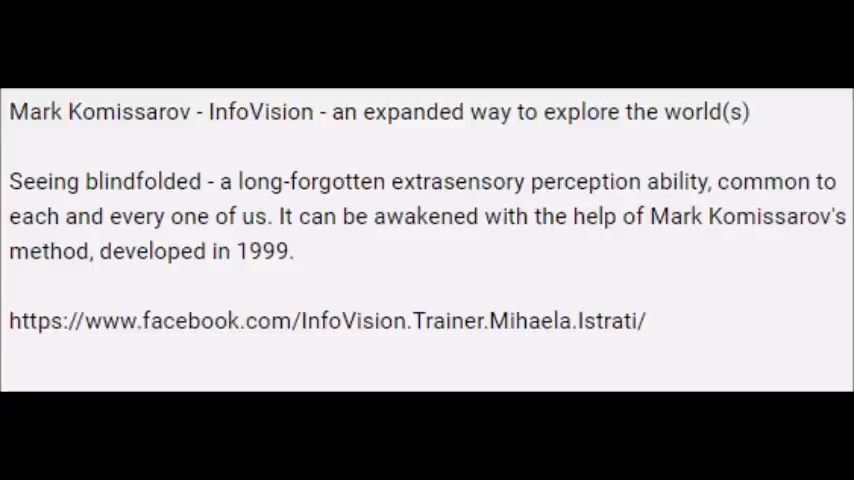 Mark Komissarov - InfoVision - an expanded way to explore the world(s)
Seeing blindfolded - a long-forgotten extrasensory perception ability, common to
each and every one of us. It can be awakened with the help of Mark Komissarov's
method, developed in 1999.
https://www.facebook.com/InfoVision.Trainer.Mihaela.Istrati/